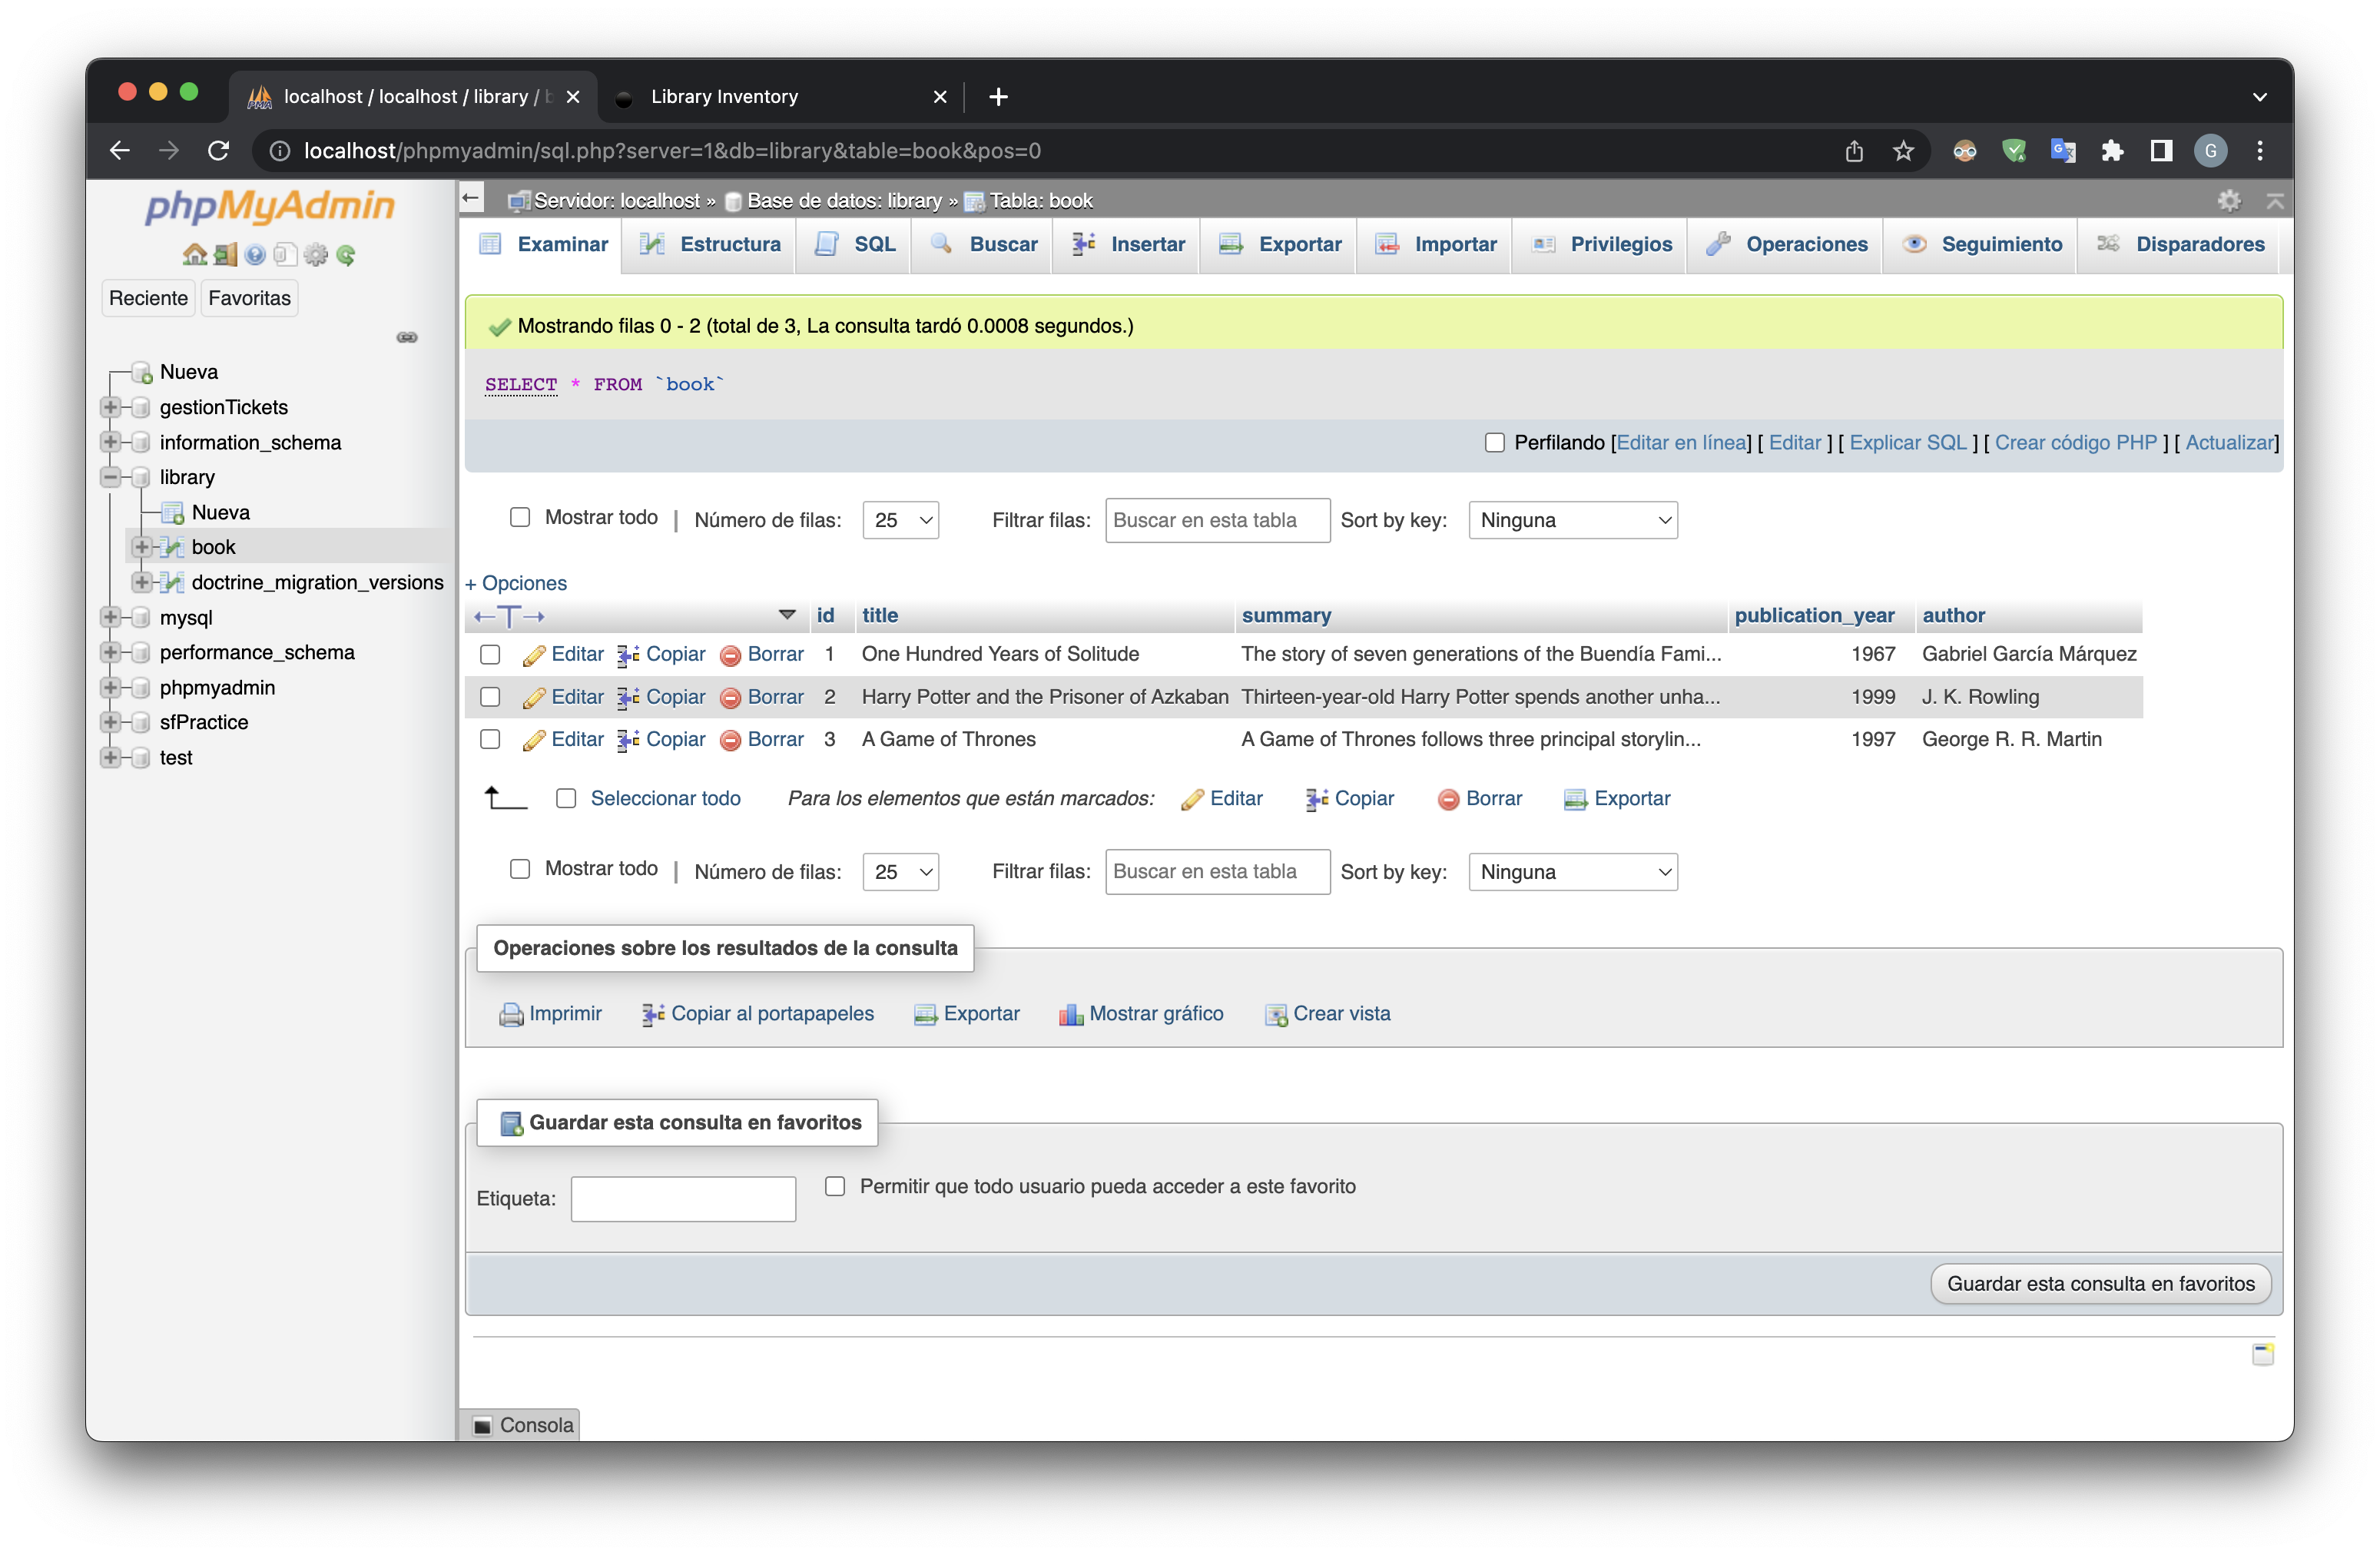 localhost / localhost / library / b
Library Inventory
localhost/phpmyadmin/sql.php?server=1&db=library&table=book&pos=0
G
phpMyAdmin
Reciente Favoritas
Nueva
gestionTickets
information_schema
library
Nueva
book
doctrine_migration_versions
mysql
performance_schema
phpmyadmin
sfPractice
test
Servidor: localhost » Base de datos: library » Tabla: book
Examinar Estructura SQL Buscar Insertar Exportar Importar Privilegios Operaciones Seguimiento Disparadores
Mostrando filas 0 - 2 (total de 3, La consulta tardó 0.0008 segundos.)
SELECT * FROM `book`
Perfilando [Editar en línea] [ Editar ] [ Explicar SQL ] [ Crear código PHP ] [ Actualizar]
Mostrar todo | Número de filas: 25 Filtrar filas: Buscar en esta tabla Sort by key: Ninguna
+ Opciones
←T→ id title summary publication_year author
Editar Copiar Borrar 1 One Hundred Years of Solitude The story of seven generations of the Buendía Fami... 1967 Gabriel García Márquez
Editar Copiar Borrar 2 Harry Potter and the Prisoner of Azkaban Thirteen-year-old Harry Potter spends another unha... 1999 J. K. Rowling
Editar Copiar Borrar 3 A Game of Thrones A Game of Thrones follows three principal storylin... 1997 George R. R. Martin
Seleccionar todo Para los elementos que están marcados: Editar Copiar Borrar Exportar
Mostrar todo | Número de filas: 25 Filtrar filas: Buscar en esta tabla Sort by key: Ninguna
Operaciones sobre los resultados de la consulta
Imprimir Copiar al portapapeles Exportar Mostrar gráfico Crear vista
Guardar esta consulta en favoritos
Etiqueta: Permitir que todo usuario pueda acceder a este favorito
Guardar esta consulta en favoritos
Consola